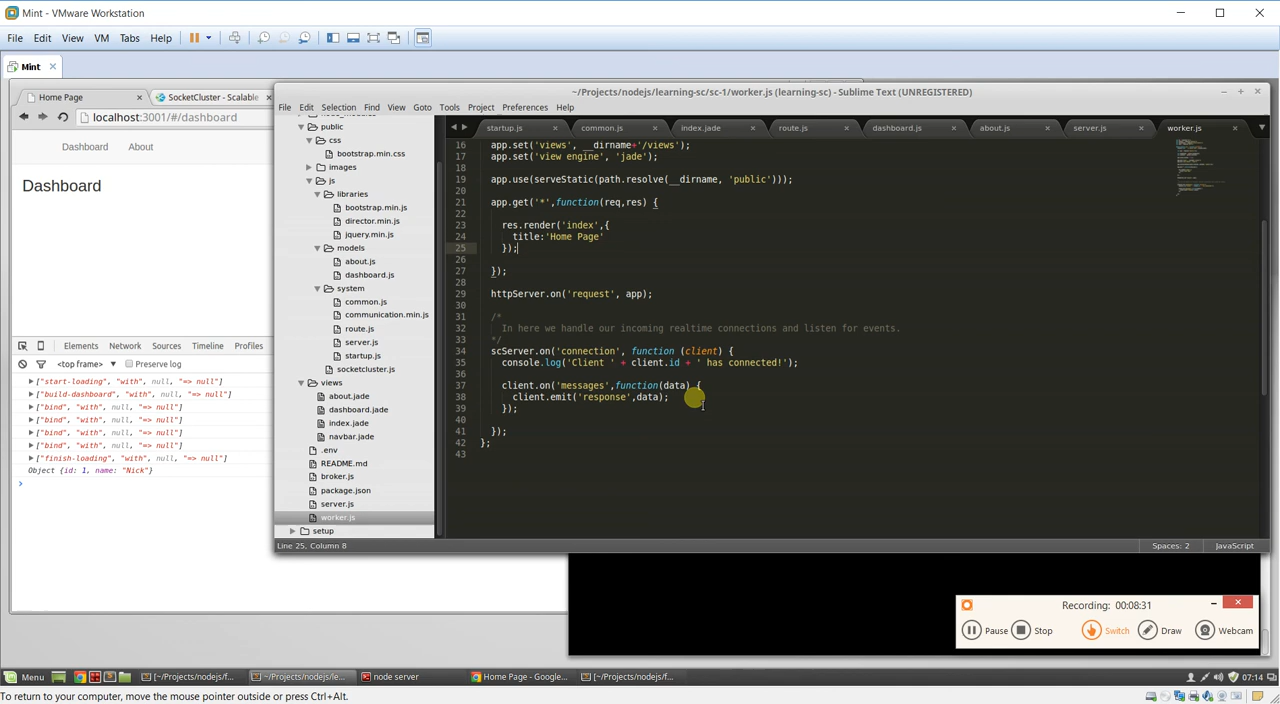 Mint - VMware Workstation
File Edit View VM Tabs Help
Mint
Home Page
SocketCluster - Scalable
localhost:3001/#/dashboard
Dashboard About
Dashboard
Elements Network Sources Timeline Profiles
<top frame> Preserve log
["start-loading", "with", null, "=> null"]
["build-dashboard", "with", null, "=> null"]
["bind", "with", null, "=> null"]
["bind", "with", null, "=> null"]
["bind", "with", null, "=> null"]
["bind", "with", null, "=> null"]
["finish-loading", "with", null, "=> null"]
Object {id: 1, name: "Nick"}
~/Projects/nodejs/learning-sc/sc-1/worker.js (learning-sc) - Sublime Text (UNREGISTERED)
File Edit Selection Find View Goto Tools Project Preferences Help
public
css
bootstrap.min.css
images
js
libraries
bootstrap.min.js
director.min.js
jquery.min.js
models
about.js
dashboard.js
system
common.js
communication.min.js
route.js
server.js
startup.js
socketcluster.js
views
about.jade
dashboard.jade
index.jade
navbar.jade
.env
README.md
broker.js
package.json
server.js
worker.js
setup
startup.js common.js index.jade route.js dashboard.js about.js server.js worker.js
16 app.set('views', __dirname+'/views');
17 app.set('view engine', 'jade');
18
19 app.use(serveStatic(path.resolve(__dirname, 'public')));
20
21 app.get('*',function(req,res) {
22
23 res.render('index',{
24 title:'Home Page'
25 });
26
27 });
28
29 httpServer.on('request', app);
30
31 /*
32 In here we handle our incoming realtime connections and listen for events.
33 */
34 scServer.on('connection', function (client) {
35 console.log('Client ' + client.id + ' has connected!');
36
37 client.on('messages',function(data) {
38 client.emit('response',data);
39 });
40
41 });
42 };
43
Line 25, Column 8
Spaces: 2 JavaScript
Recording: 00:08:31
Pause Stop Switch Draw Webcam
Menu [~/Projects/nodejs/f... ~/Projects/nodejs/le... node server Home Page - Google... [~/Projects/nodejs/f... 07:14
To return to your computer, move the mouse pointer outside or press Ctrl+Alt.